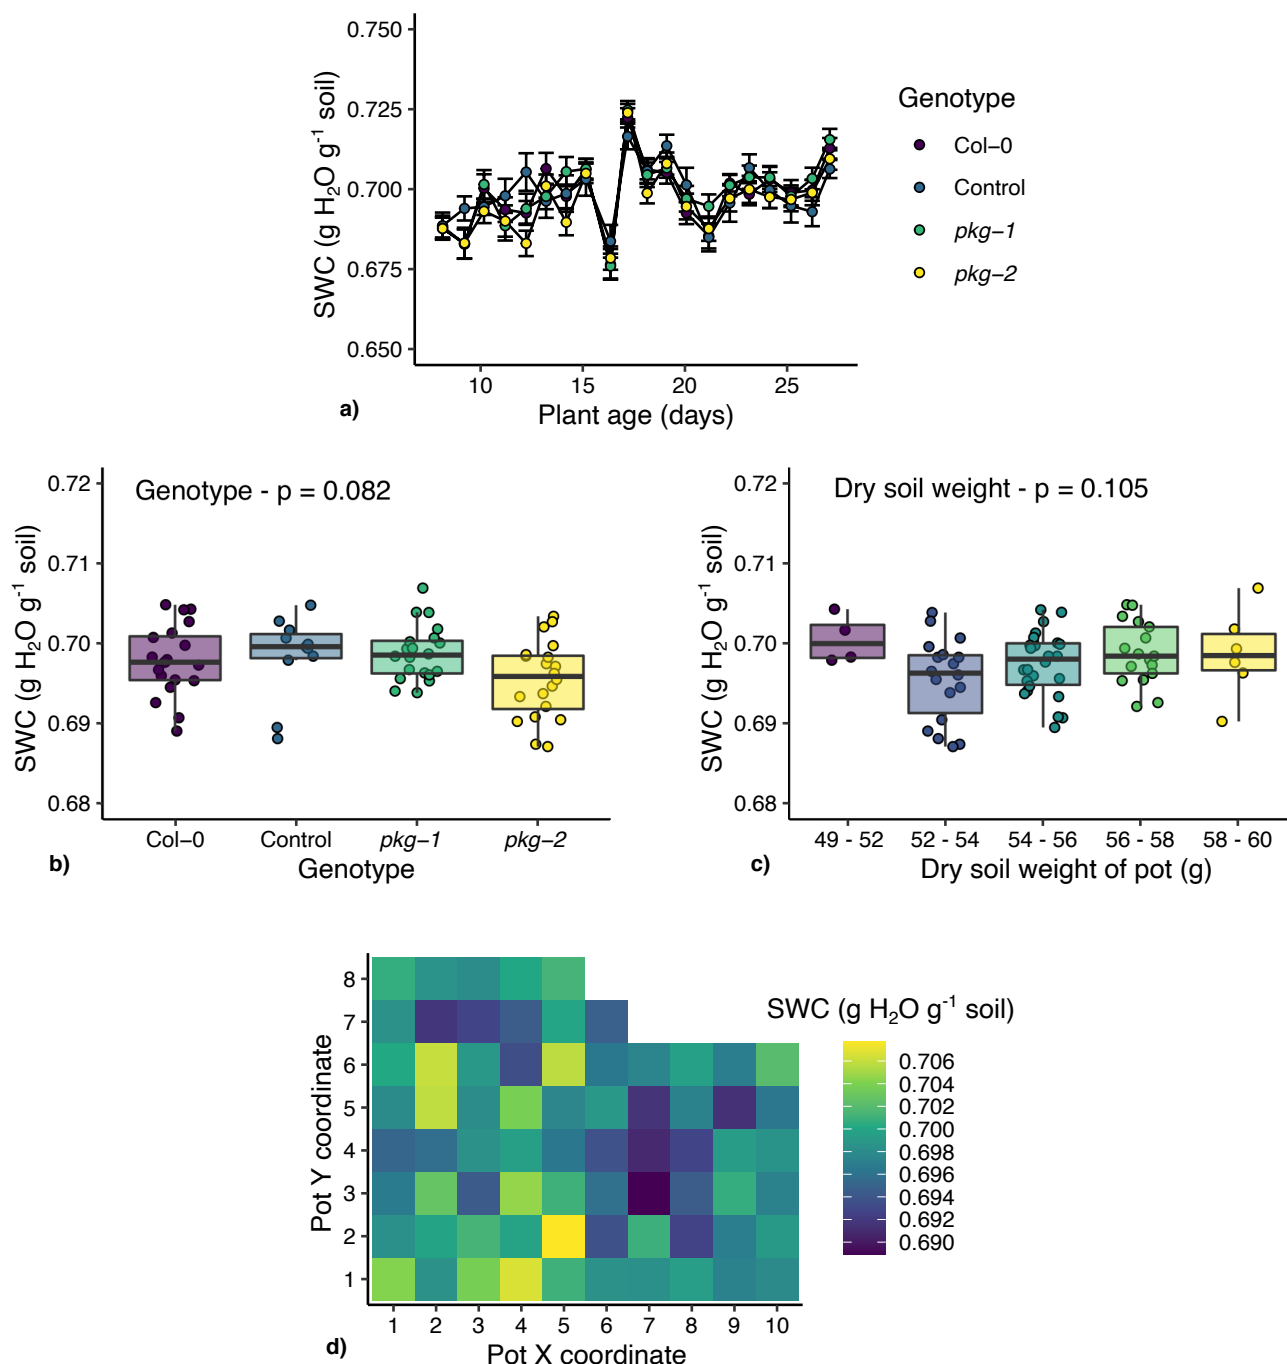 0.750
0.725
0.700
0.675
0.650
SWC (g H₂O g⁻¹ soil)
10 15 20 25
Plant age (days)
a)
Genotype
Col−0
Control
pkg−1
pkg−2
Genotype - p = 0.082
0.72
0.71
0.70
0.69
0.68
SWC (g H₂O g⁻¹ soil)
Col−0 Control pkg−1 pkg−2
Genotype
b)
Dry soil weight - p = 0.105
0.72
0.71
0.70
0.69
0.68
SWC (g H₂O g⁻¹ soil)
49 - 52 52 - 54 54 - 56 56 - 58 58 - 60
Dry soil weight of pot (g)
c)
8
7
6
5
4
3
2
1
Pot Y coordinate
1 2 3 4 5 6 7 8 9 10
Pot X coordinate
d)
SWC (g H₂O g⁻¹ soil)
0.706
0.704
0.702
0.700
0.698
0.696
0.694
0.692
0.690